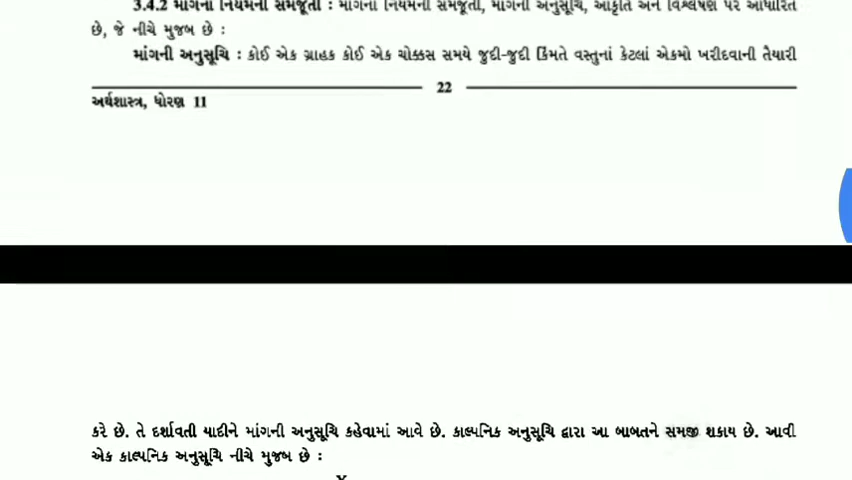 3.4.2 માંગના નિયમની સમજૂતી : માંગના નિયમની સમજૂતી, માંગની અનુસૂચિ, આકૃતિ અને વિશ્લેષણ પર આધારિત
છે, જે નીચે મુજબ છે :
માંગની અનુસૂચિ : કોઈ એક ગ્રાહક કોઈ એક ચોક્કસ સમયે જુદી-જુદી કિંમતે વસ્તુનાં કેટલાં એકમો ખરીદવાની તૈયારી
22
અર્થશાસ્ત્ર, ધોરણ 11
કરે છે. તે દર્શાવતી યાદીને માંગની અનુસૂચિ કહેવામાં આવે છે. કાલ્પનિક અનુસૂચિ દ્વારા આ બાબતને સમજી શકાય છે. આવી
એક કાલ્પનિક અનુસૂચિ નીચે મુજબ છે :